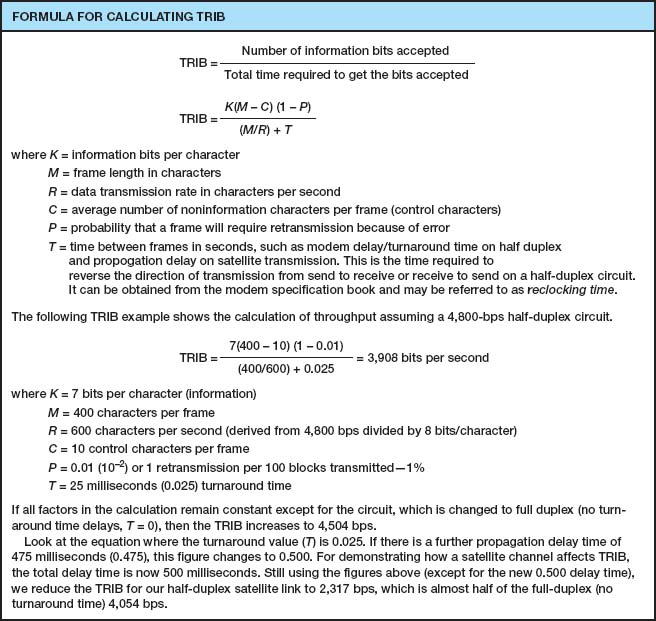 FORMULA FOR CALCULATING TRIB
TRIB = Number of information bits accepted / Total time required to get the bits accepted
TRIB = K(M – C) (1 – P) / (M/R) + T
where K = information bits per character
M = frame length in characters
R = data transmission rate in characters per second
C = average number of noninformation characters per frame (control characters)
P = probability that a frame will require retransmission because of error
T = time between frames in seconds, such as modem delay/turnaround time on half duplex
and propogation delay on satellite transmission. This is the time required to
reverse the direction of transmission from send to receive or receive to send on a half-duplex circuit.
It can be obtained from the modem specification book and may be referred to as reclocking time.
The following TRIB example shows the calculation of throughput assuming a 4,800-bps half-duplex circuit.
TRIB = 7(400 – 10) (1 – 0.01) / (400/600) + 0.025 = 3,908 bits per second
where K = 7 bits per character (information)
M = 400 characters per frame
R = 600 characters per second (derived from 4,800 bps divided by 8 bits/character)
C = 10 control characters per frame
P = 0.01 (10⁻²) or 1 retransmission per 100 blocks transmitted—1%
T = 25 milliseconds (0.025) turnaround time
If all factors in the calculation remain constant except for the circuit, which is changed to full duplex (no turn-
around time delays, T = 0), then the TRIB increases to 4,504 bps.
Look at the equation where the turnaround value (T) is 0.025. If there is a further propagation delay time of
475 milliseconds (0.475), this figure changes to 0.500. For demonstrating how a satellite channel affects TRIB,
the total delay time is now 500 milliseconds. Still using the figures above (except for the new 0.500 delay time),
we reduce the TRIB for our half-duplex satellite link to 2,317 bps, which is almost half of the full-duplex (no
turnaround time) 4,054 bps.